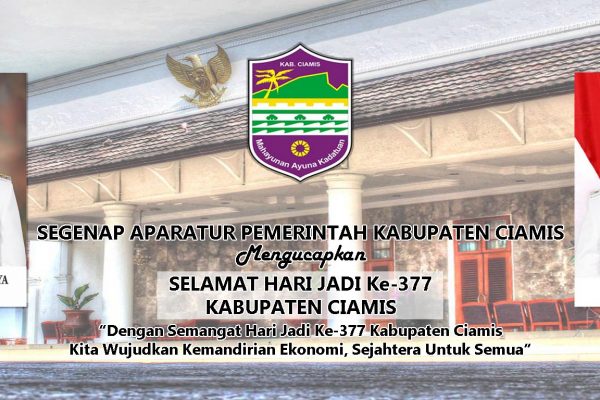 KAB. CIAMIS
Mahayunan Ayuna Kadatuan
SEGENAP APARATUR PEMERINTAH KABUPATEN CIAMIS
Mengucapkan
SELAMAT HARI JADI Ke-377
KABUPATEN CIAMIS
“Dengan Semangat Hari Jadi Ke-377 Kabupaten Ciamis
Kita Wujudkan Kemandirian Ekonomi, Sejahtera Untuk Semua”